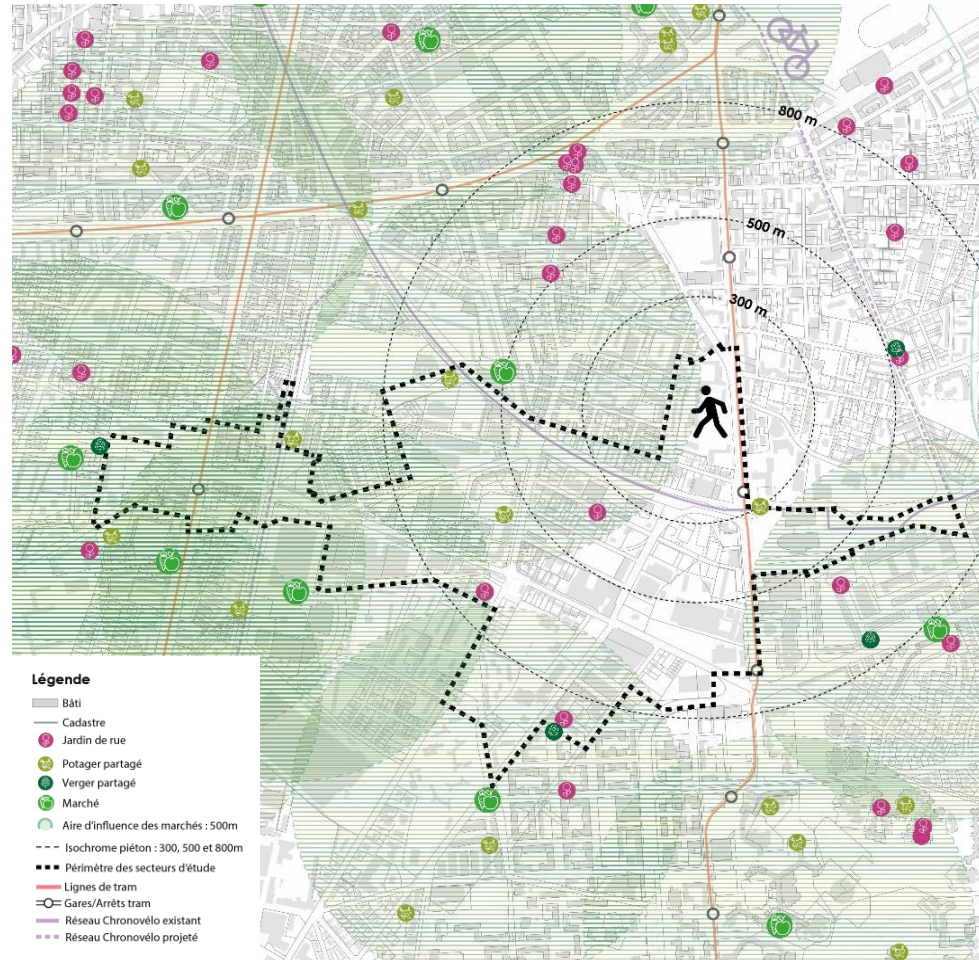 800 m
500 m
300 m
Légende
Bâti
Cadastre
Jardin de rue
Potager partagé
Verger partagé
Marché
Aire d'influence des marchés : 500m
Isochrome piéton : 300, 500 et 800m
Périmètre des secteurs d'étude
Lignes de tram
Gares/Arrêts tram
Réseau Chronovélo existant
Réseau Chronovélo projeté